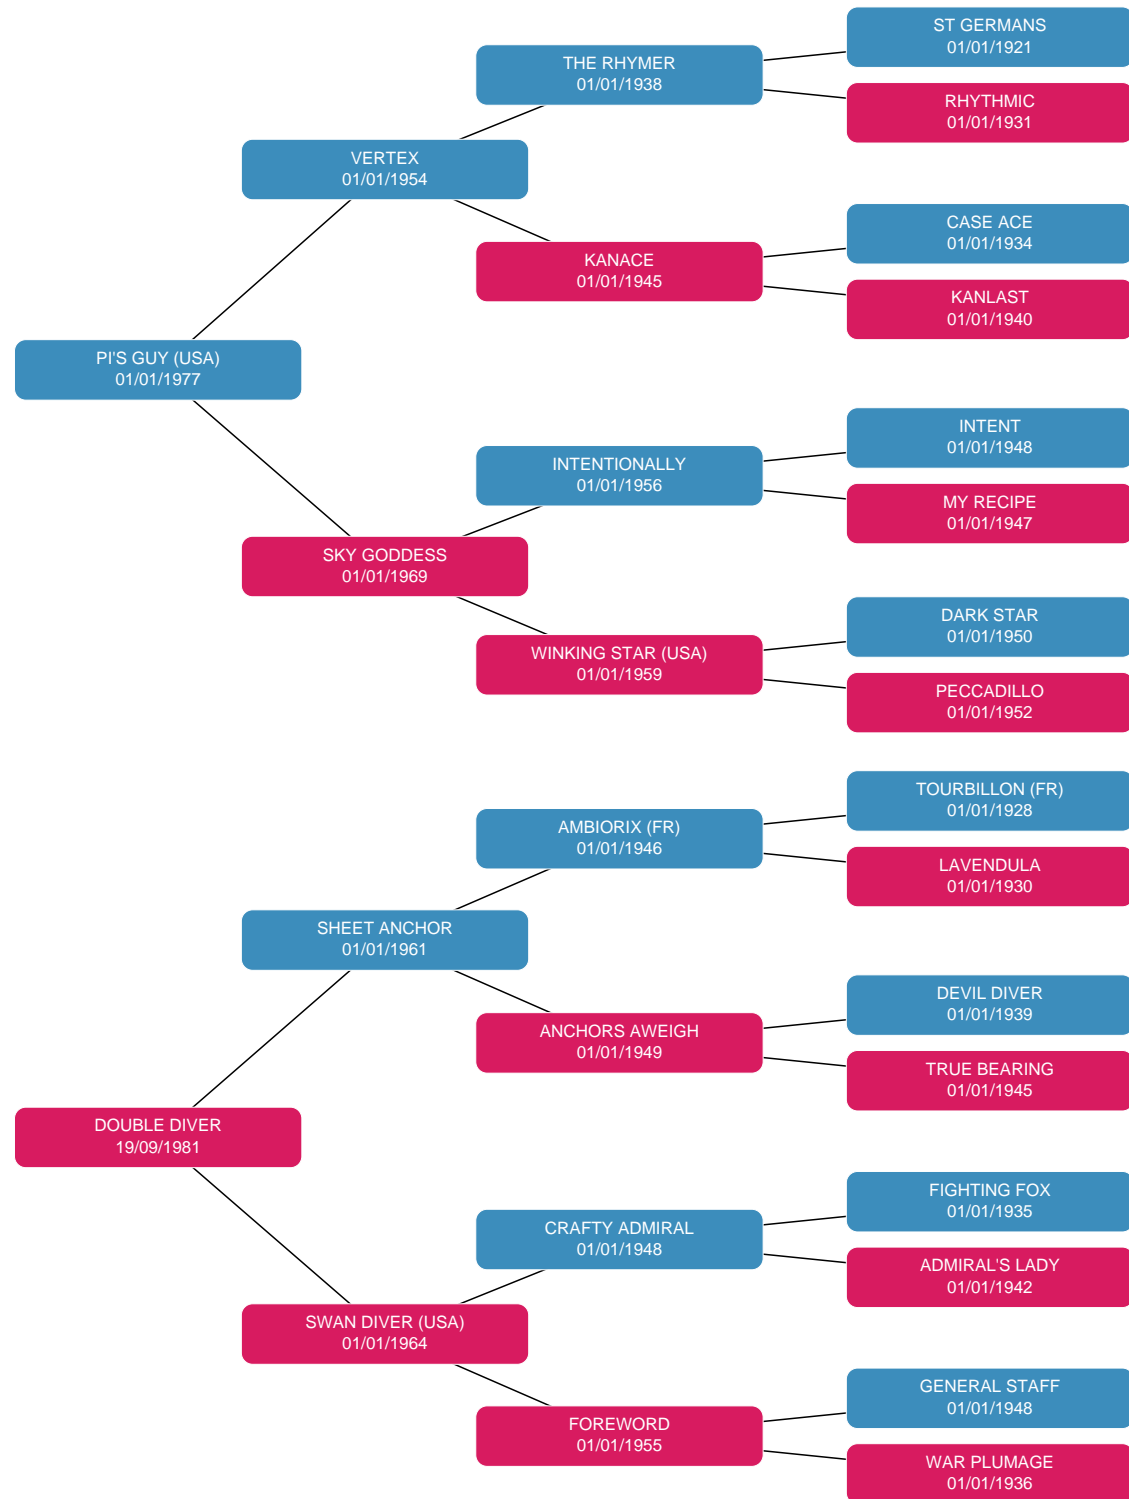 ST GERMANS
01/01/1921
THE RHYMER
01/01/1938
RHYTHMIC
01/01/1931
VERTEX
01/01/1954
CASE ACE
01/01/1934
KANACE
01/01/1945
KANLAST
01/01/1940
PI'S GUY (USA)
01/01/1977
INTENT
01/01/1948
INTENTIONALLY
01/01/1956
MY RECIPE
01/01/1947
SKY GODDESS
01/01/1969
DARK STAR
01/01/1950
WINKING STAR (USA)
01/01/1959
PECCADILLO
01/01/1952
TOURBILLON (FR)
01/01/1928
AMBIORIX (FR)
01/01/1946
LAVENDULA
01/01/1930
SHEET ANCHOR
01/01/1961
DEVIL DIVER
01/01/1939
ANCHORS AWEIGH
01/01/1949
TRUE BEARING
01/01/1945
DOUBLE DIVER
19/09/1981
FIGHTING FOX
01/01/1935
CRAFTY ADMIRAL
01/01/1948
ADMIRAL'S LADY
01/01/1942
SWAN DIVER (USA)
01/01/1964
GENERAL STAFF
01/01/1948
FOREWORD
01/01/1955
WAR PLUMAGE
01/01/1936